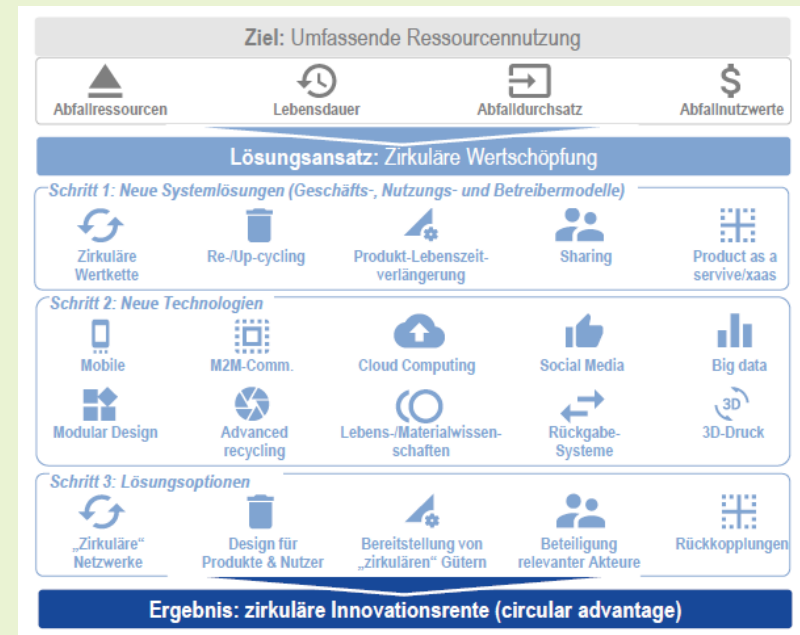 Ziel: Umfassende Ressourcennutzung
$
Abfallressourcen Lebensdauer Abfalldurchsatz Abfallnutzwerte
Lösungsansatz: Zirkuläre Wertschöpfung
Schritt 1: Neue Systemlösungen (Geschäfts-, Nutzungs- und Betreibermodelle)
Zirkuläre Re-/Up-cycling Produkt-Lebenszeit- Sharing Product as a
Wertkette verlängerung servive/xaas
Schritt 2: Neue Technologien
Mobile M2M-Comm. Cloud Computing Social Media Big data
3D
Modular Design Advanced Lebens-/Materialwissen- Rückgabe- 3D-Druck
recycling schaften Systeme
Schritt 3: Lösungsoptionen
„Zirkuläre“ Design für Bereitstellung von Beteiligung Rückkopplungen
Netzwerke Produkte & Nutzer „zirkulären“ Gütern relevanter Akteure
Ergebnis: zirkuläre Innovationsrente (circular advantage)